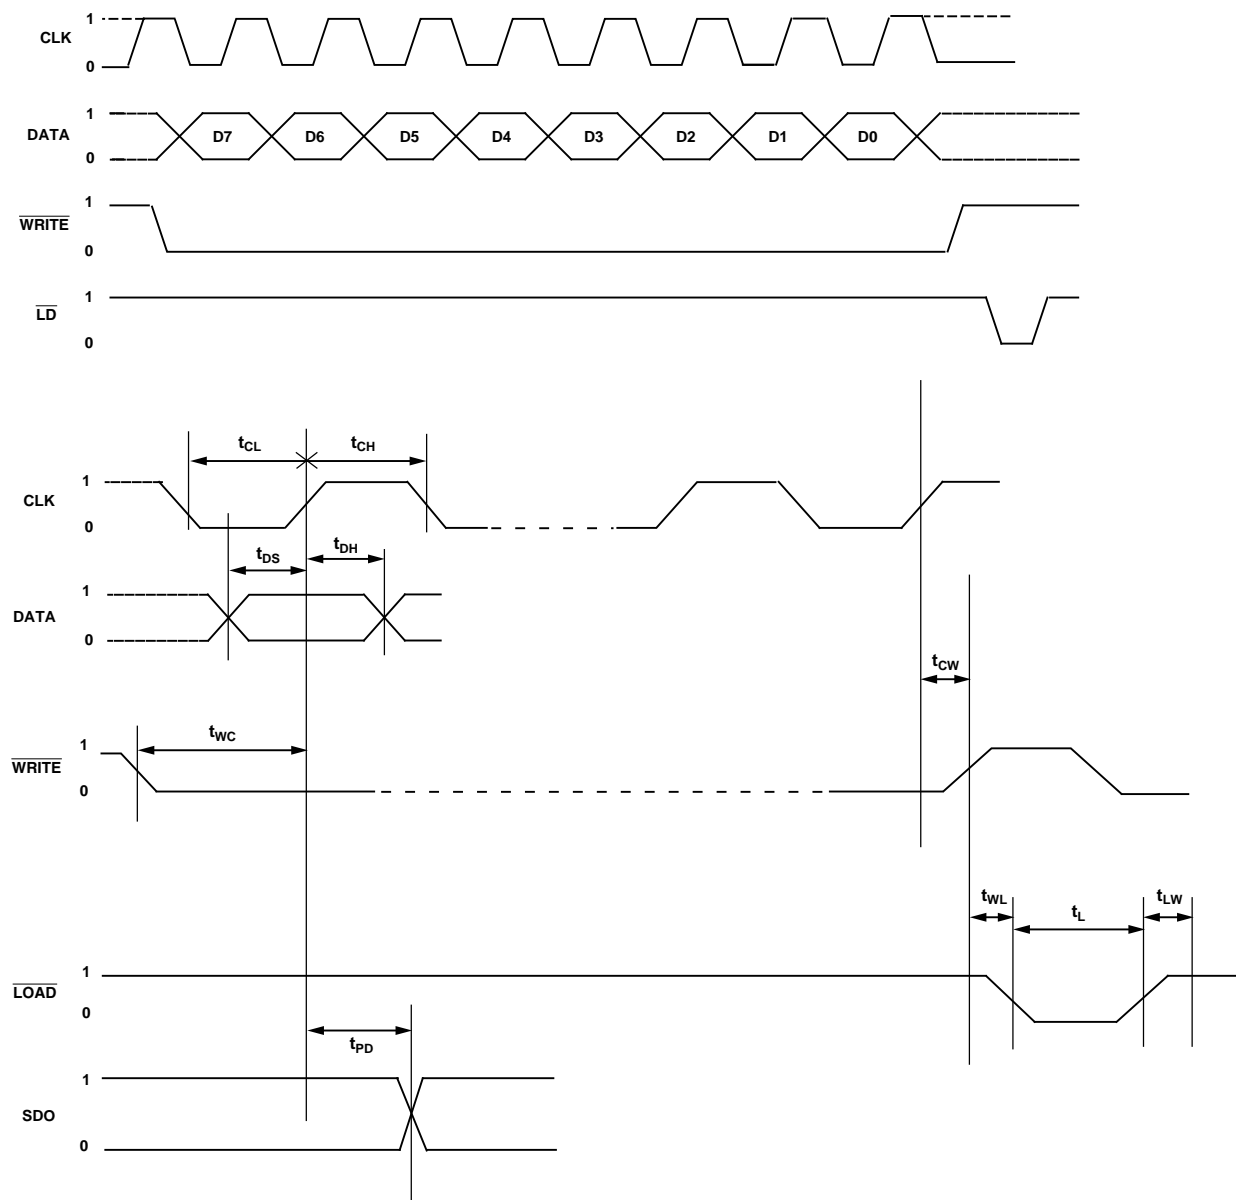 1
CLK
0
1
DATA
D7 D6 D5 D4 D3 D2 D1 D0
0
1
WRITE
0
1
LD
0
tCL tCH
1
CLK
0
tDS tDH
1
DATA
0
tCW
tWC
1
WRITE
0
tWL tL tLW
1
LOAD
0
tPD
1
SDO
0